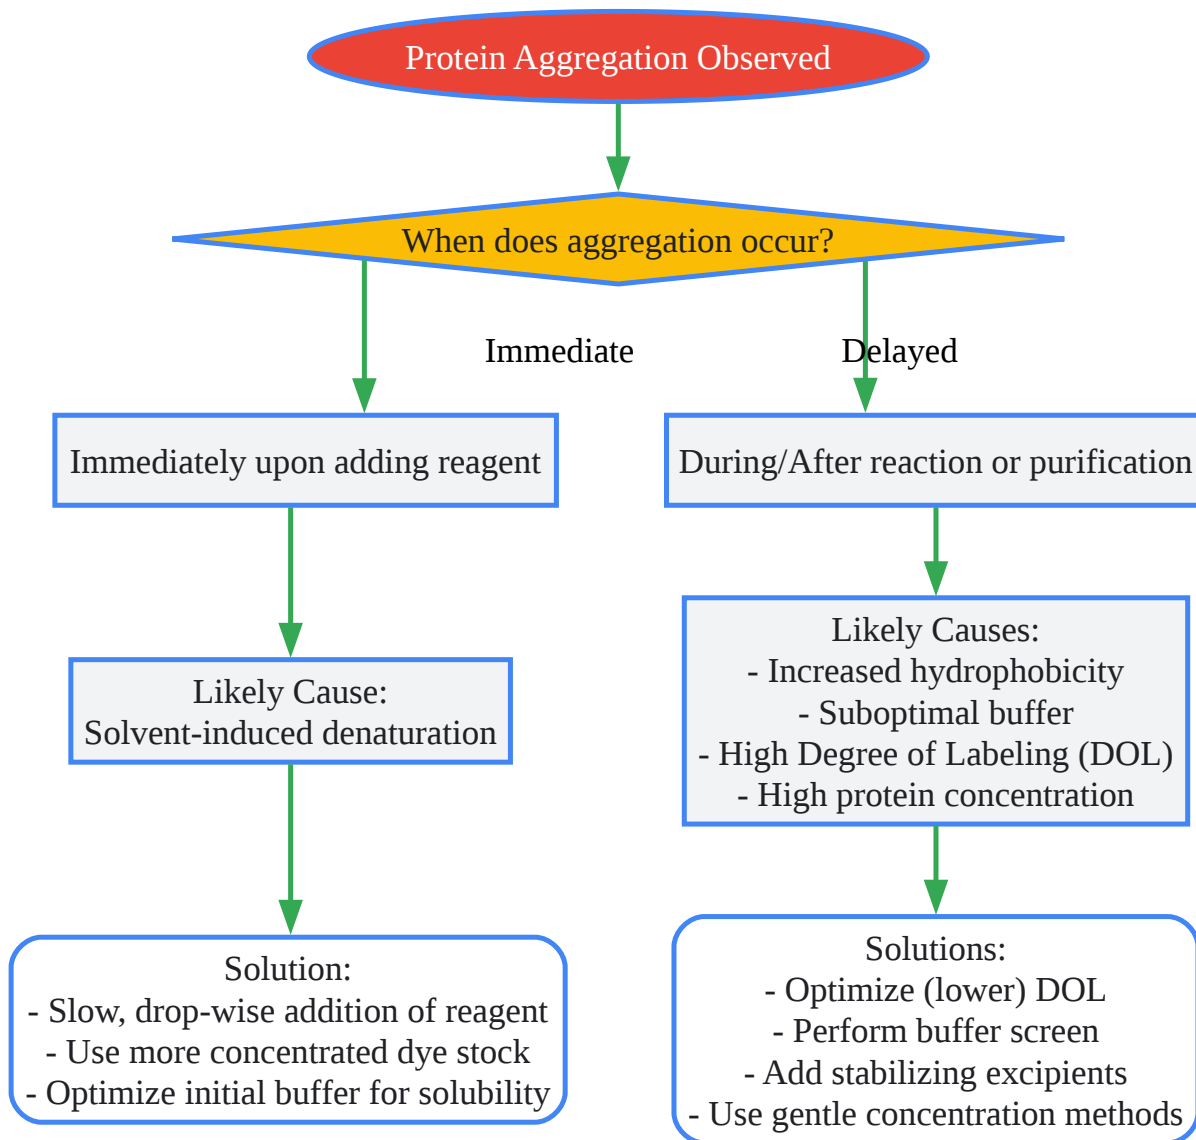 Protein Aggregation Observed
When does aggregation occur?
Immediate
Delayed
Immediately upon adding reagent
During/After reaction or purification
Likely Cause:
Solvent-induced denaturation
Likely Causes:
- Increased hydrophobicity
- Suboptimal buffer
- High Degree of Labeling (DOL)
- High protein concentration
Solution:
- Slow, drop-wise addition of reagent
- Use more concentrated dye stock
- Optimize initial buffer for solubility
Solutions:
- Optimize (lower) DOL
- Perform buffer screen
- Add stabilizing excipients
- Use gentle concentration methods